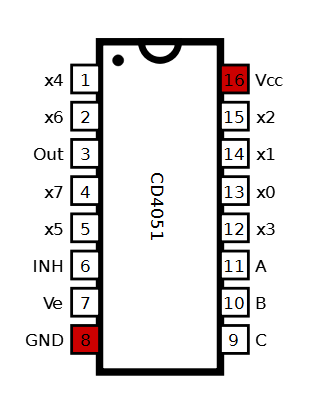 x4 1 16 Vcc
x6 2 15 x2
Out 3 14 x1
x7 4 13 x0
x5 5 12 x3
INH 6 11 A
Ve 7 10 B
GND 8 9 C
CD4051